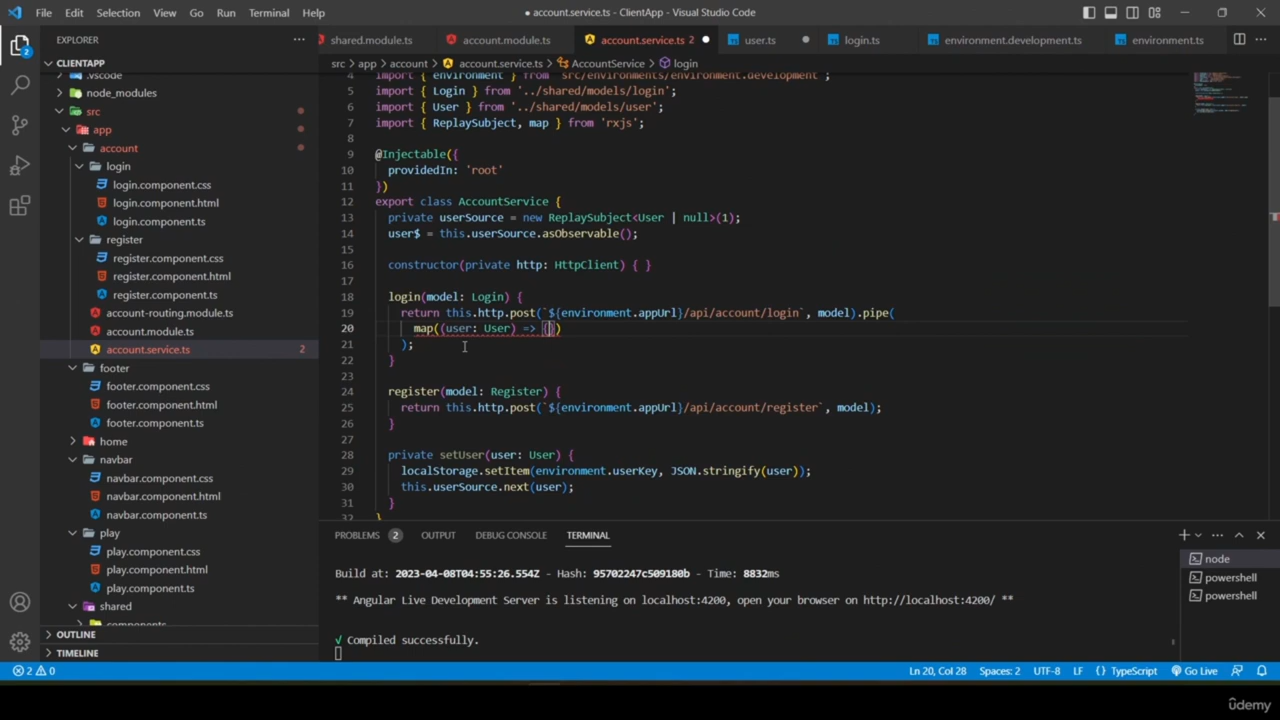 File Edit Selection View Go Run Terminal Help
● account.service.ts - ClientApp - Visual Studio Code
EXPLORER
CLIENTAPP
.vscode
node_modules
src
app
account
login
login.component.css
login.component.html
login.component.ts
register
register.component.css
register.component.html
register.component.ts
account-routing.module.ts
account.module.ts
account.service.ts 2
footer
footer.component.css
footer.component.html
footer.component.ts
home
navbar
navbar.component.css
navbar.component.html
navbar.component.ts
play
play.component.css
play.component.html
play.component.ts
shared
components
OUTLINE
TIMELINE
shared.module.ts account.module.ts account.service.ts 2 user.ts login.ts environment.development.ts environment.ts
src > app > account > account.service.ts > AccountService > login
4 import { environment } from 'src/environments/environment.development';
5 import { Login } from '../shared/models/login';
6 import { User } from '../shared/models/user';
7 import { ReplaySubject, map } from 'rxjs';
8
9 @Injectable({
10 providedIn: 'root'
11 })
12 export class AccountService {
13 private userSource = new ReplaySubject<User | null>(1);
14 user$ = this.userSource.asObservable();
15
16 constructor(private http: HttpClient) { }
17
18 login(model: Login) {
19 return this.http.post(`${environment.appUrl}/api/account/login`, model).pipe(
20 map((user: User) => {})
21 );
22 }
23
24 register(model: Register) {
25 return this.http.post(`${environment.appUrl}/api/account/register`, model);
26 }
27
28 private setUser(user: User) {
29 localStorage.setItem(environment.userKey, JSON.stringify(user));
30 this.userSource.next(user);
31 }
32 }
PROBLEMS 2 OUTPUT DEBUG CONSOLE TERMINAL
Build at: 2023-04-08T04:55:26.554Z - Hash: 95702247c509180b - Time: 8832ms
** Angular Live Development Server is listening on localhost:4200, open your browser on http://localhost:4200/ **
√ Compiled successfully.
node
powershell
powershell
2 0 Ln 20, Col 28 Spaces: 2 UTF-8 LF {} TypeScript Go Live
ûdemy